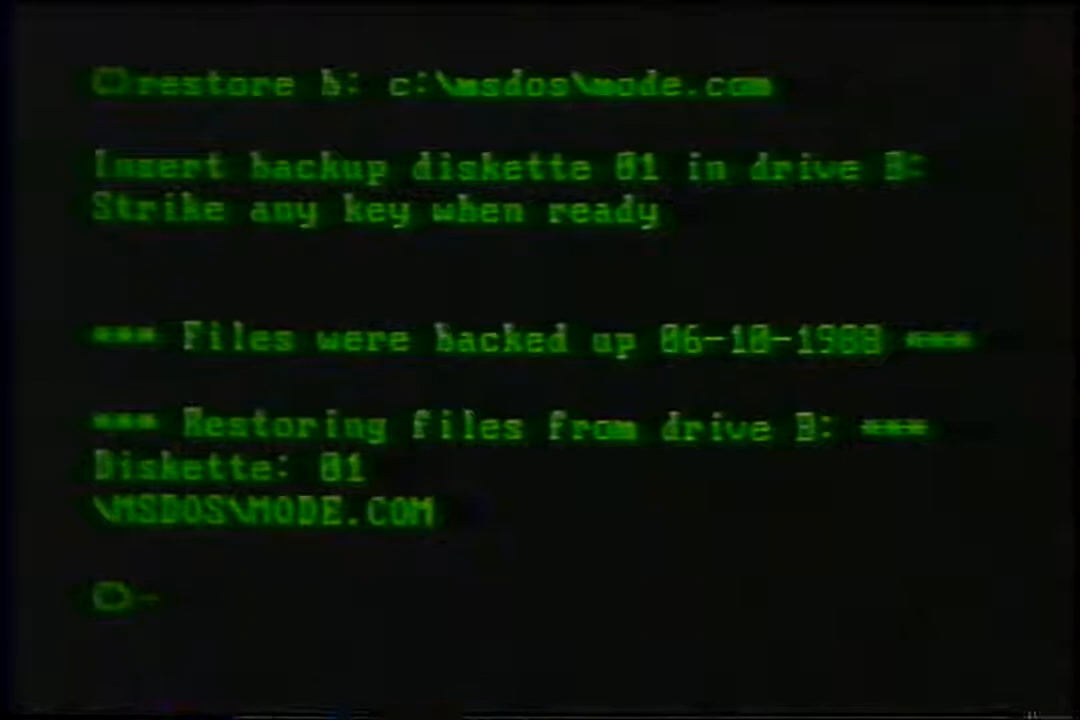 C>restore b: c:\msdos\mode.com
Insert backup diskette 01 in drive B:
Strike any key when ready
*** Files were backed up 06-10-1988 ***
*** Restoring files from drive B: ***
Diskette: 01
\MSDOS\MODE.COM
C>_